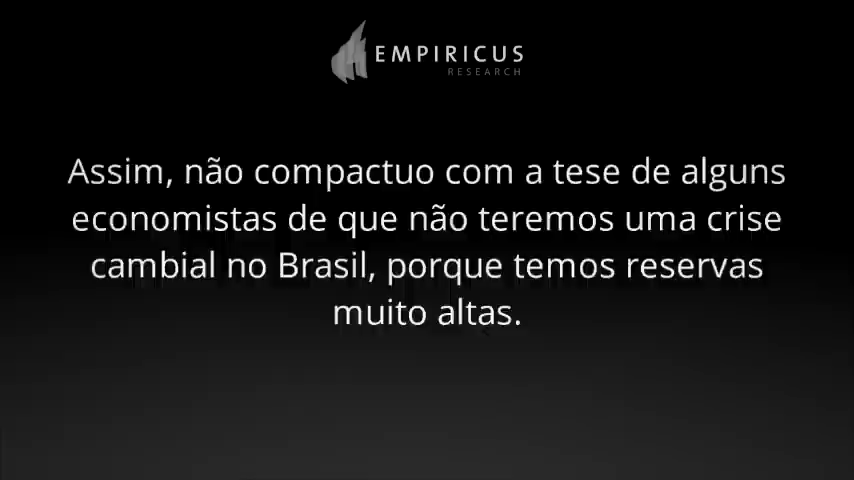 EMPIRICUS
RESEARCH
Assim, não compactuo com a tese de alguns
economistas de que não teremos uma crise
cambial no Brasil, porque temos reservas
muito altas.